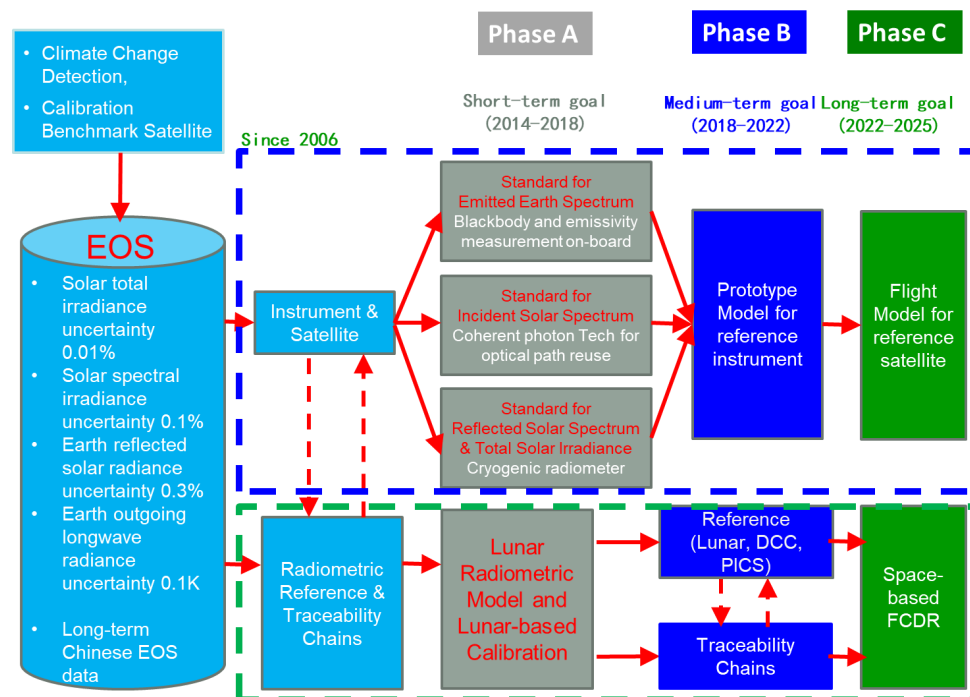 Phase A
Phase B
Phase C
• Climate Change
Detection,
• Calibration
Benchmark Satellite
Short-term goal
(2014-2018)
Medium-term goal
(2018-2022)
Long-term goal
(2022-2025)
Since 2006
EOS
• Solar total
irradiance
uncertainty
0.01%
• Solar spectral
irradiance
uncertainty 0.1%
• Earth reflected
solar radiance
uncertainty 0.3%
• Earth outgoing
longwave
radiance
uncertainty 0.1K
• Long-term
Chinese EOS
data
Instrument &
Satellite
Standard for
Emitted Earth Spectrum
Blackbody and emissivity
measurement on-board
Standard for
Incident Solar Spectrum
Coherent photon Tech for
optical path reuse
Standard for
Reflected Solar Spectrum
& Total Solar Irradiance
Cryogenic radiometer
Prototype
Model for
reference
instrument
Flight
Model for
reference
satellite
Radiometric
Reference &
Traceability
Chains
Lunar
Radiometric
Model and
Lunar-based
Calibration
Reference
(Lunar, DCC,
PICS)
Traceability
Chains
Space-
based
FCDR